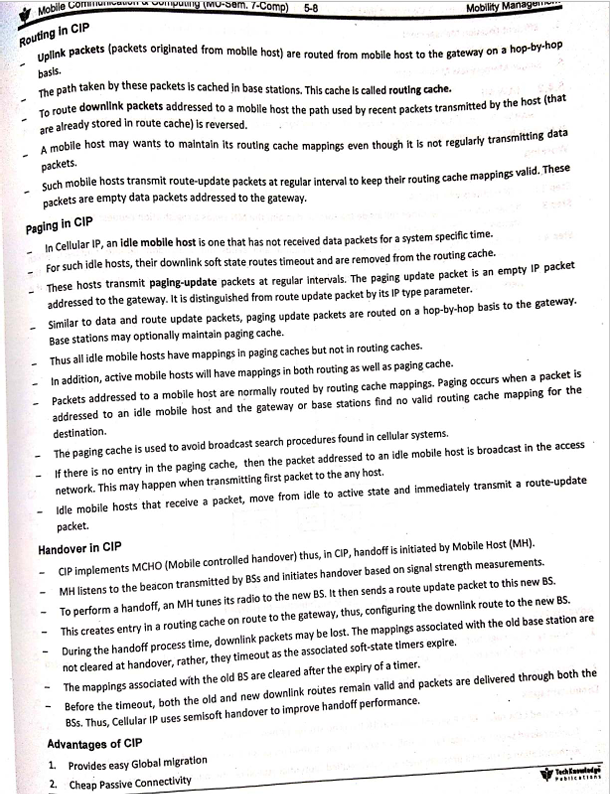 Mobile Communication & Computing (MU-Sem. 7-Comp) 5-8 Mobility Management
Routing in CIP
– Uplink packets (packets originated from mobile host) are routed from mobile host to the gateway on a hop-by-hop
basis.
– The path taken by these packets is cached in base stations. This cache is called routing cache.
– To route downlink packets addressed to a mobile host the path used by recent packets transmitted by the host (that
are already stored in route cache) is reversed.
– A mobile host may wants to maintain its routing cache mappings even though it is not regularly transmitting data
packets.
– Such mobile hosts transmit route-update packets at regular interval to keep their routing cache mappings valid. These
packets are empty data packets addressed to the gateway.
Paging in CIP
– In Cellular IP, an idle mobile host is one that has not received data packets for a system specific time.
– For such idle hosts, their downlink soft state routes timeout and are removed from the routing cache.
– These hosts transmit paging-update packets at regular intervals. The paging update packet is an empty IP packet
addressed to the gateway. It is distinguished from route update packet by its IP type parameter.
– Similar to data and route update packets, paging update packets are routed on a hop-by-hop basis to the gateway.
Base stations may optionally maintain paging cache.
– Thus all idle mobile hosts have mappings in paging caches but not in routing caches.
– In addition, active mobile hosts will have mappings in both routing as well as paging cache.
– Packets addressed to a mobile host are normally routed by routing cache mappings. Paging occurs when a packet is
addressed to an idle mobile host and the gateway or base stations find no valid routing cache mapping for the
destination.
– The paging cache is used to avoid broadcast search procedures found in cellular systems.
– If there is no entry in the paging cache, then the packet addressed to an idle mobile host is broadcast in the access
network. This may happen when transmitting first packet to the any host.
– Idle mobile hosts that receive a packet, move from idle to active state and immediately transmit a route-update
packet.
Handover in CIP
– CIP implements MCHO (Mobile controlled handover) thus, in CIP, handoff is initiated by Mobile Host (MH).
– MH listens to the beacon transmitted by BSs and initiates handover based on signal strength measurements.
– To perform a handoff, an MH tunes its radio to the new BS. It then sends a route update packet to this new BS.
– This creates entry in a routing cache on route to the gateway, thus, configuring the downlink route to the new BS.
– During the handoff process time, downlink packets may be lost. The mappings associated with the old base station are
not cleared at handover, rather, they timeout as the associated soft-state timers expire.
– The mappings associated with the old BS are cleared after the expiry of a timer.
– Before the timeout, both the old and new downlink routes remain valid and packets are delivered through both the
BSs. Thus, Cellular IP uses semisoft handover to improve handoff performance.
Advantages of CIP
1. Provides easy Global migration
2. Cheap Passive Connectivity
TechKnowledge
Publications